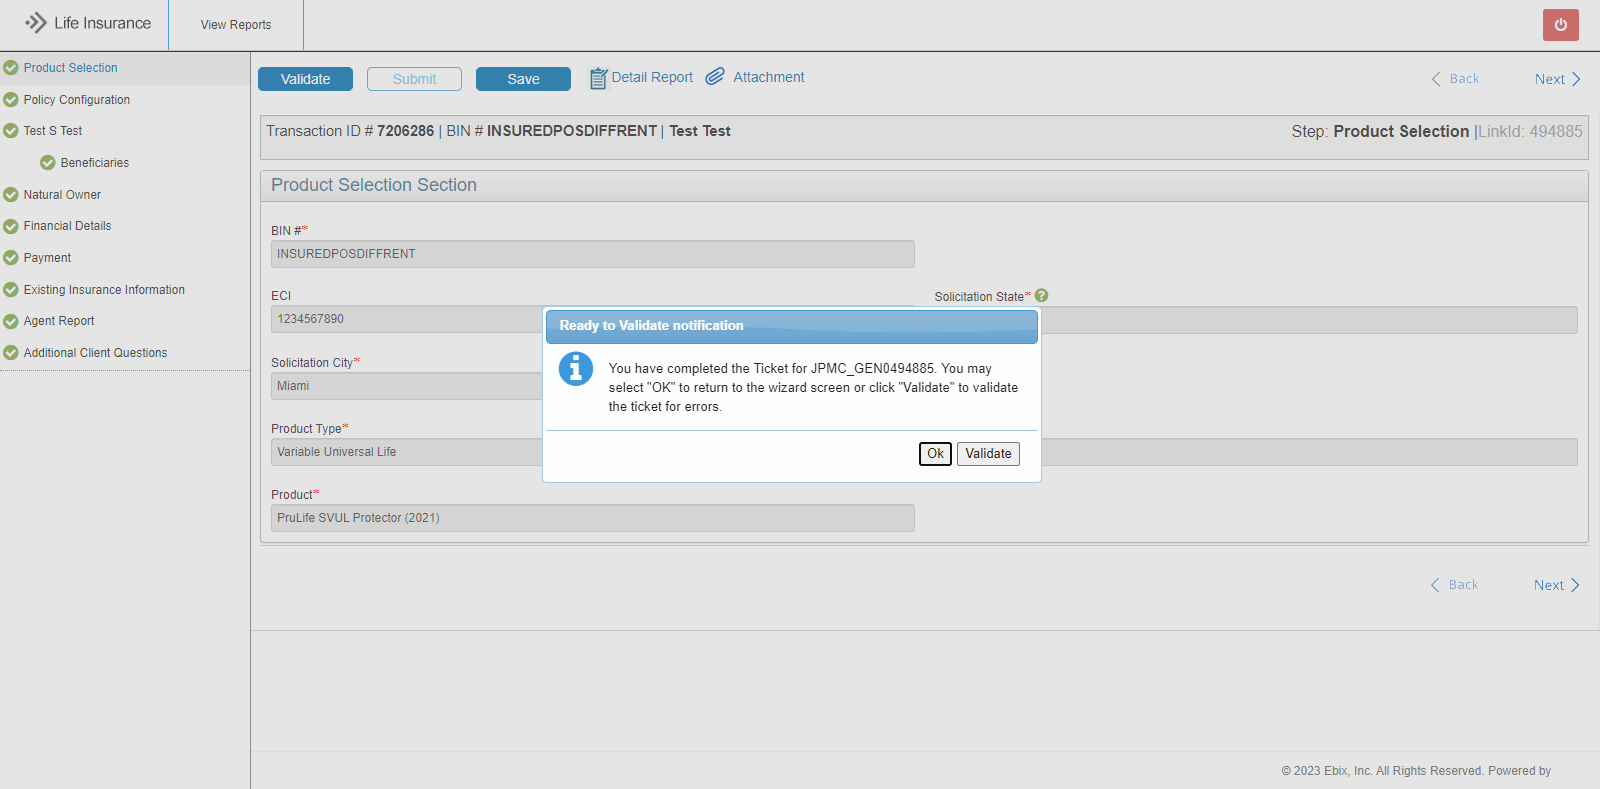 Life Insurance
View Reports
Product Selection
Policy Configuration
Test S Test
Beneficiaries
Natural Owner
Financial Details
Payment
Existing Insurance Information
Agent Report
Additional Client Questions
Validate
Submit
Save
Detail Report
Attachment
Back
Next
Transaction ID # 7206286 | BIN # INSUREDPOSDIFFRENT | Test Test
Step: Product Selection |LinkId: 494885
Product Selection Section
BIN #*
INSUREDPOSDIFFRENT
ECI
1234567890
Solicitation State* ?
Solicitation City*
Miami
Product Type*
Variable Universal Life
Product*
PruLife SVUL Protector (2021)
Ready to Validate notification
You have completed the Ticket for JPMC_GEN0494885. You may
select "OK" to return to the wizard screen or click "Validate" to validate
the ticket for errors.
Ok
Validate
Back
Next
© 2023 Ebix, Inc. All Rights Reserved. Powered by